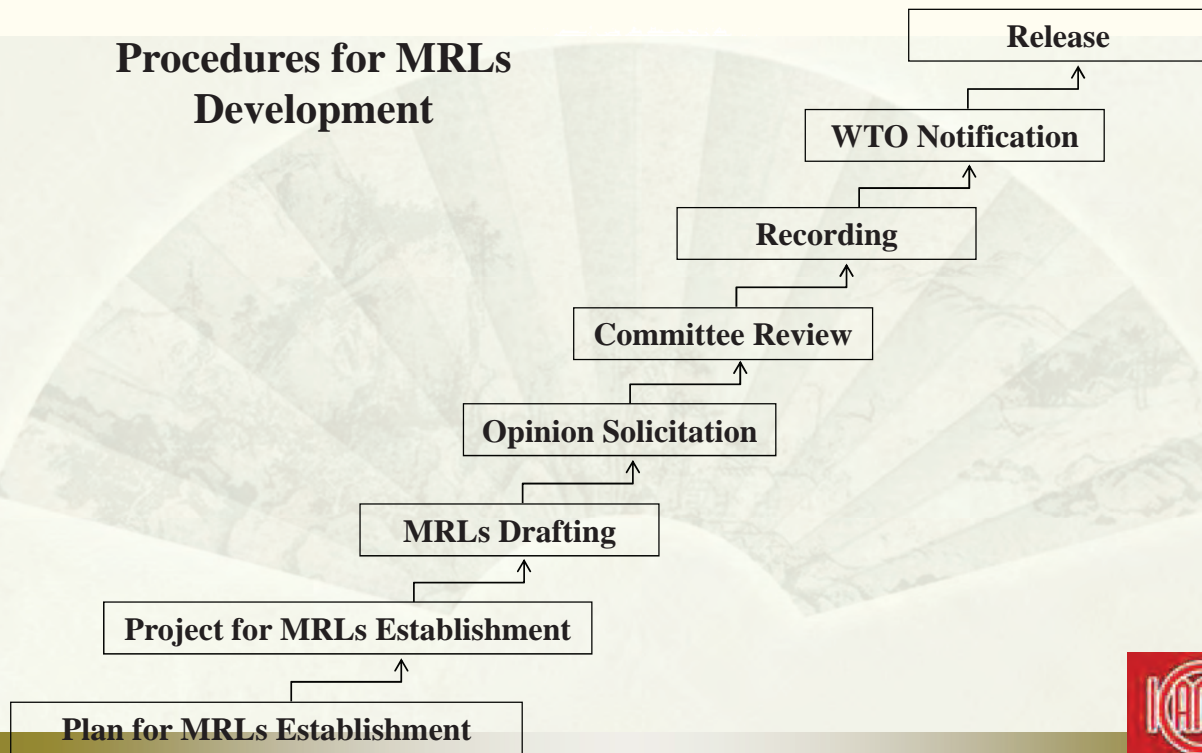 Procedures for MRLs
Development
Release
WTO Notification
Recording
Committee Review
Opinion Solicitation
MRLs Drafting
Project for MRLs Establishment
Plan for MRLs Establishment